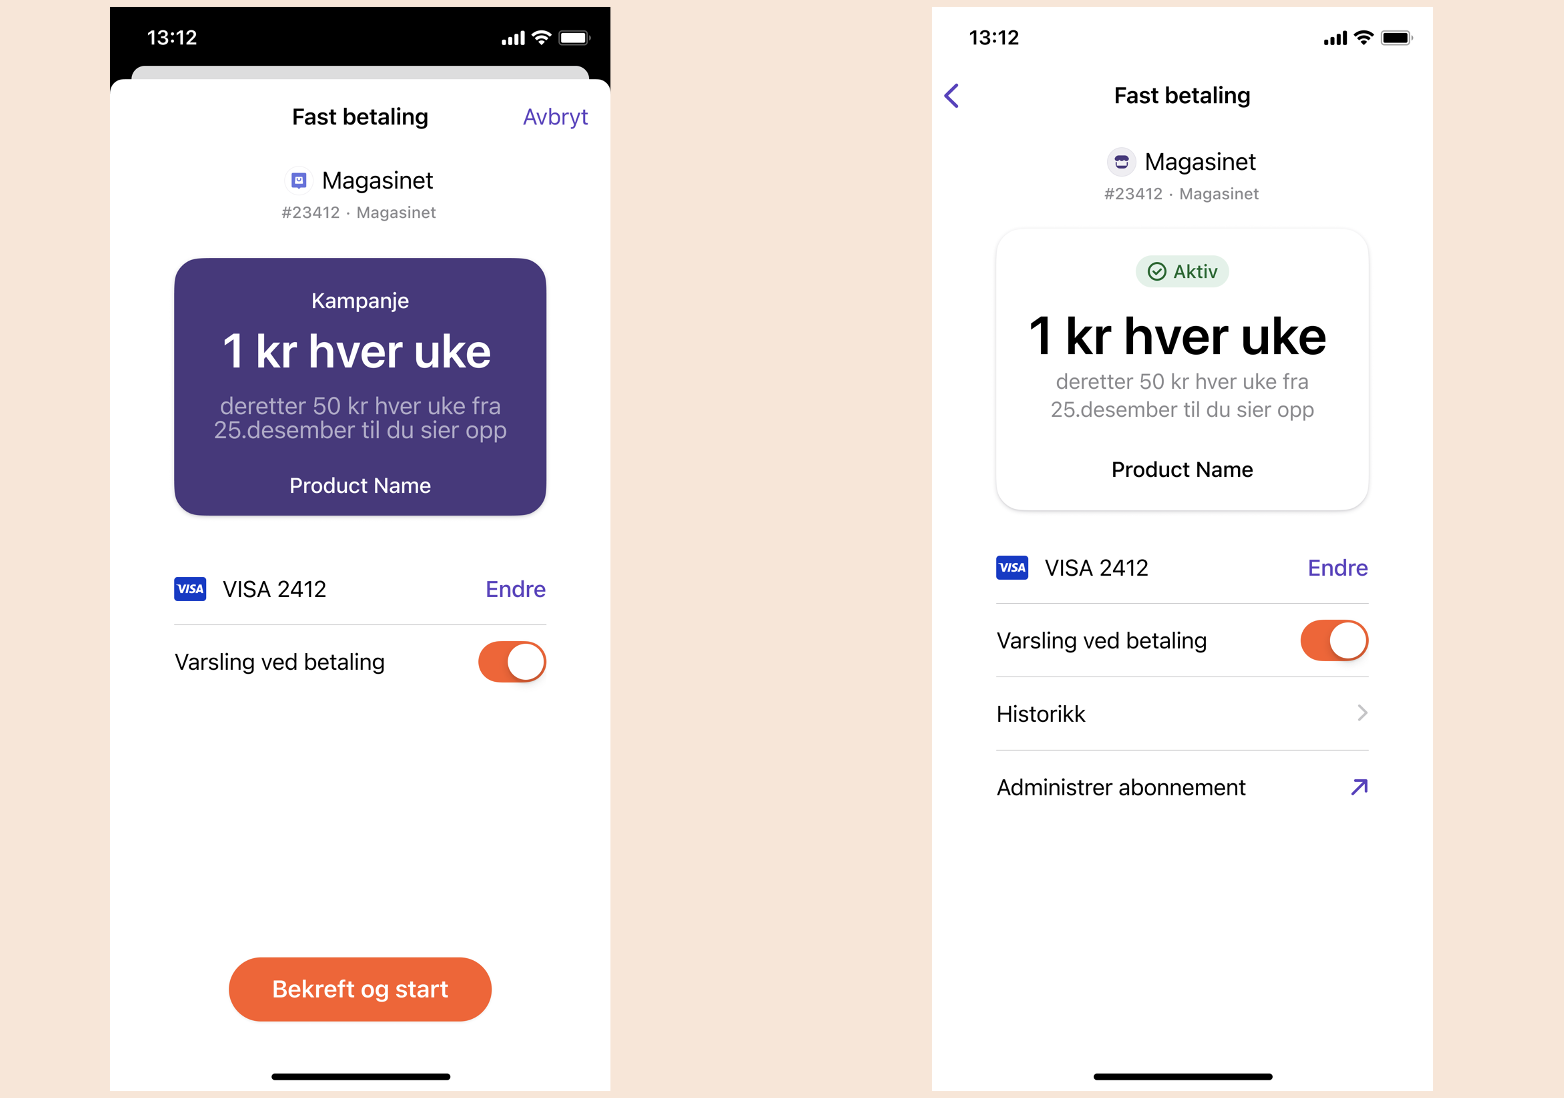 13:12
Fast betaling
Avbryt
Magasinet
#23412 · Magasinet
Kampanje
1 kr hver uke
deretter 50 kr hver uke fra
25.desember til du sier opp
Product Name
VISA VISA 2412
Endre
Varsling ved betaling
Bekreft og start
13:12
Fast betaling
Magasinet
#23412 · Magasinet
Aktiv
1 kr hver uke
deretter 50 kr hver uke fra
25.desember til du sier opp
Product Name
VISA VISA 2412
Endre
Varsling ved betaling
Historikk
Administrer abonnement